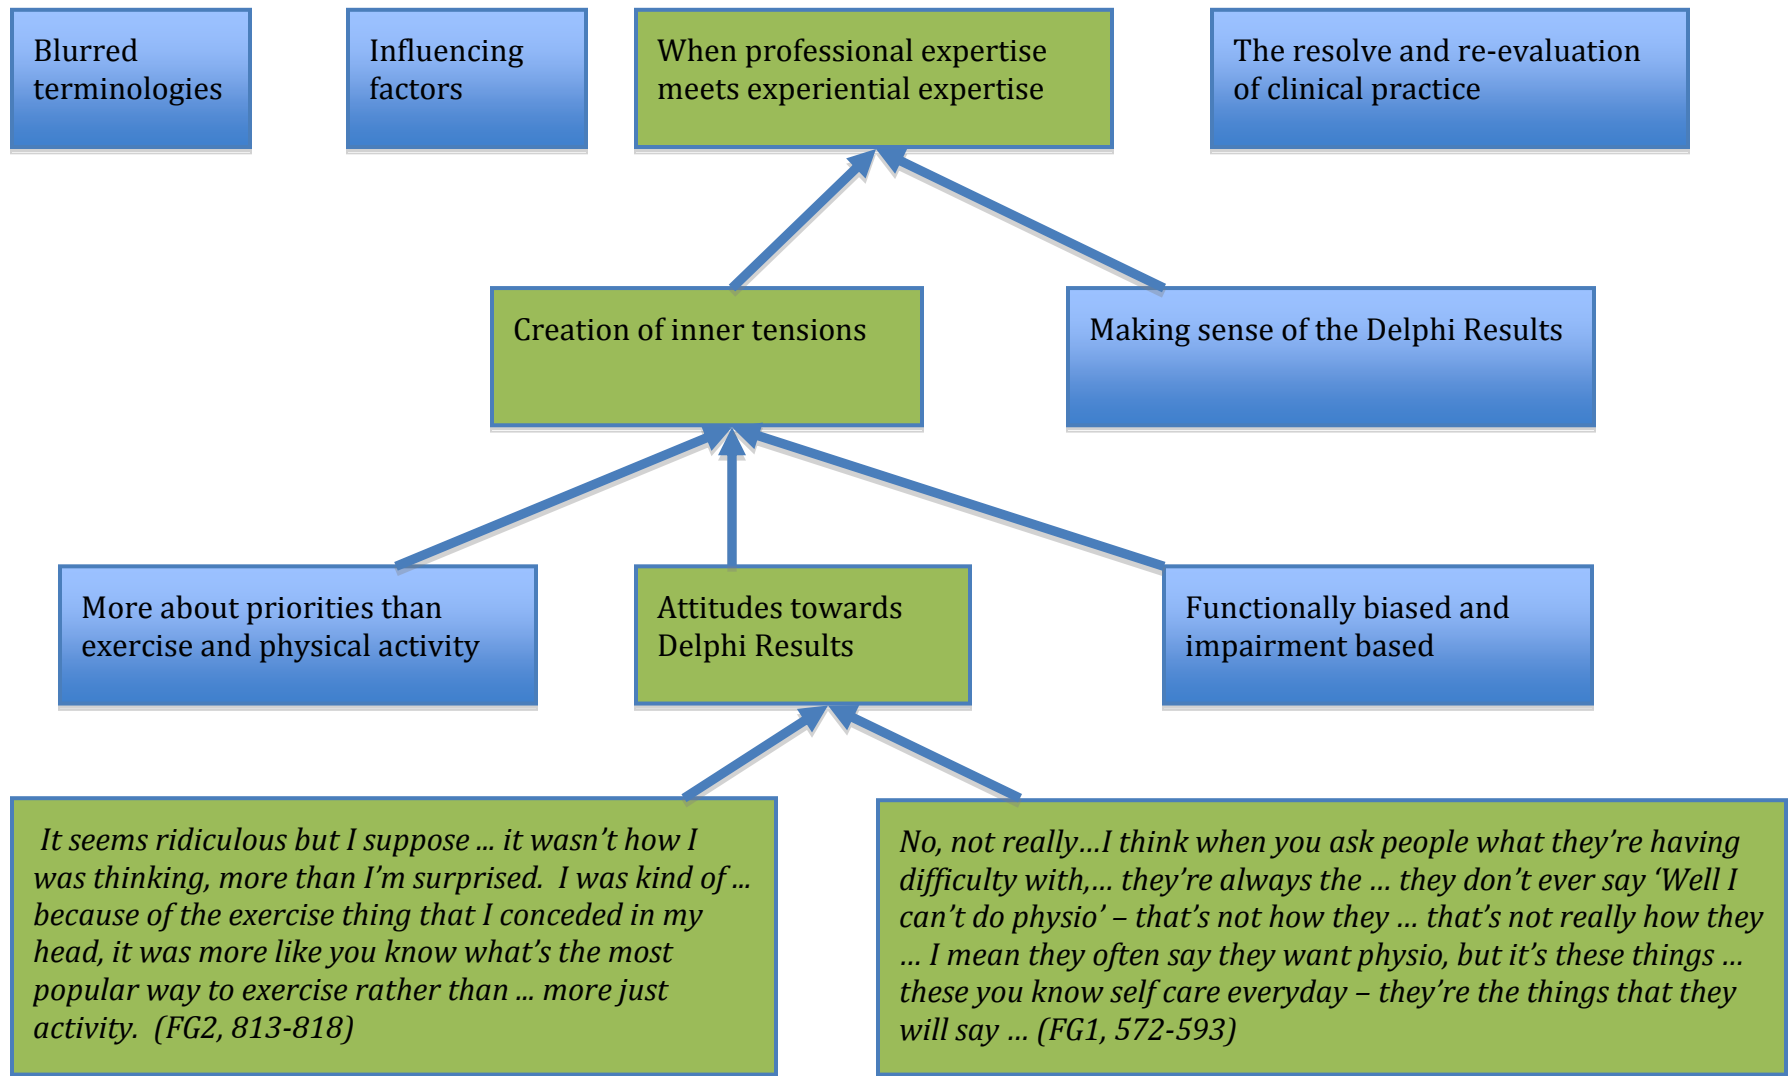 Blurred
terminologies
Influencing
factors
When professional expertise
meets experiential expertise
The resolve and re-evaluation
of clinical practice
Creation of inner tensions
Making sense of the Delphi Results
More about priorities than
exercise and physical activity
Attitudes towards
Delphi Results
Functionally biased and
impairment based
It seems ridiculous but I suppose ... it wasn’t how I
was thinking, more than I’m surprised.  I was kind of ...
because of the exercise thing that I conceded in my
head, it was more like you know what’s the most
popular way to exercise rather than ... more just
activity.  (FG2, 813-818)
No, not really…I think when you ask people what they’re having
difficulty with,… they’re always the … they don’t ever say ‘Well I
can’t do physio’ – that’s not how they … that’s not really how they
… I mean they often say they want physio, but it’s these things …
these you know self care everyday – they’re the things that they
will say … (FG1, 572-593)